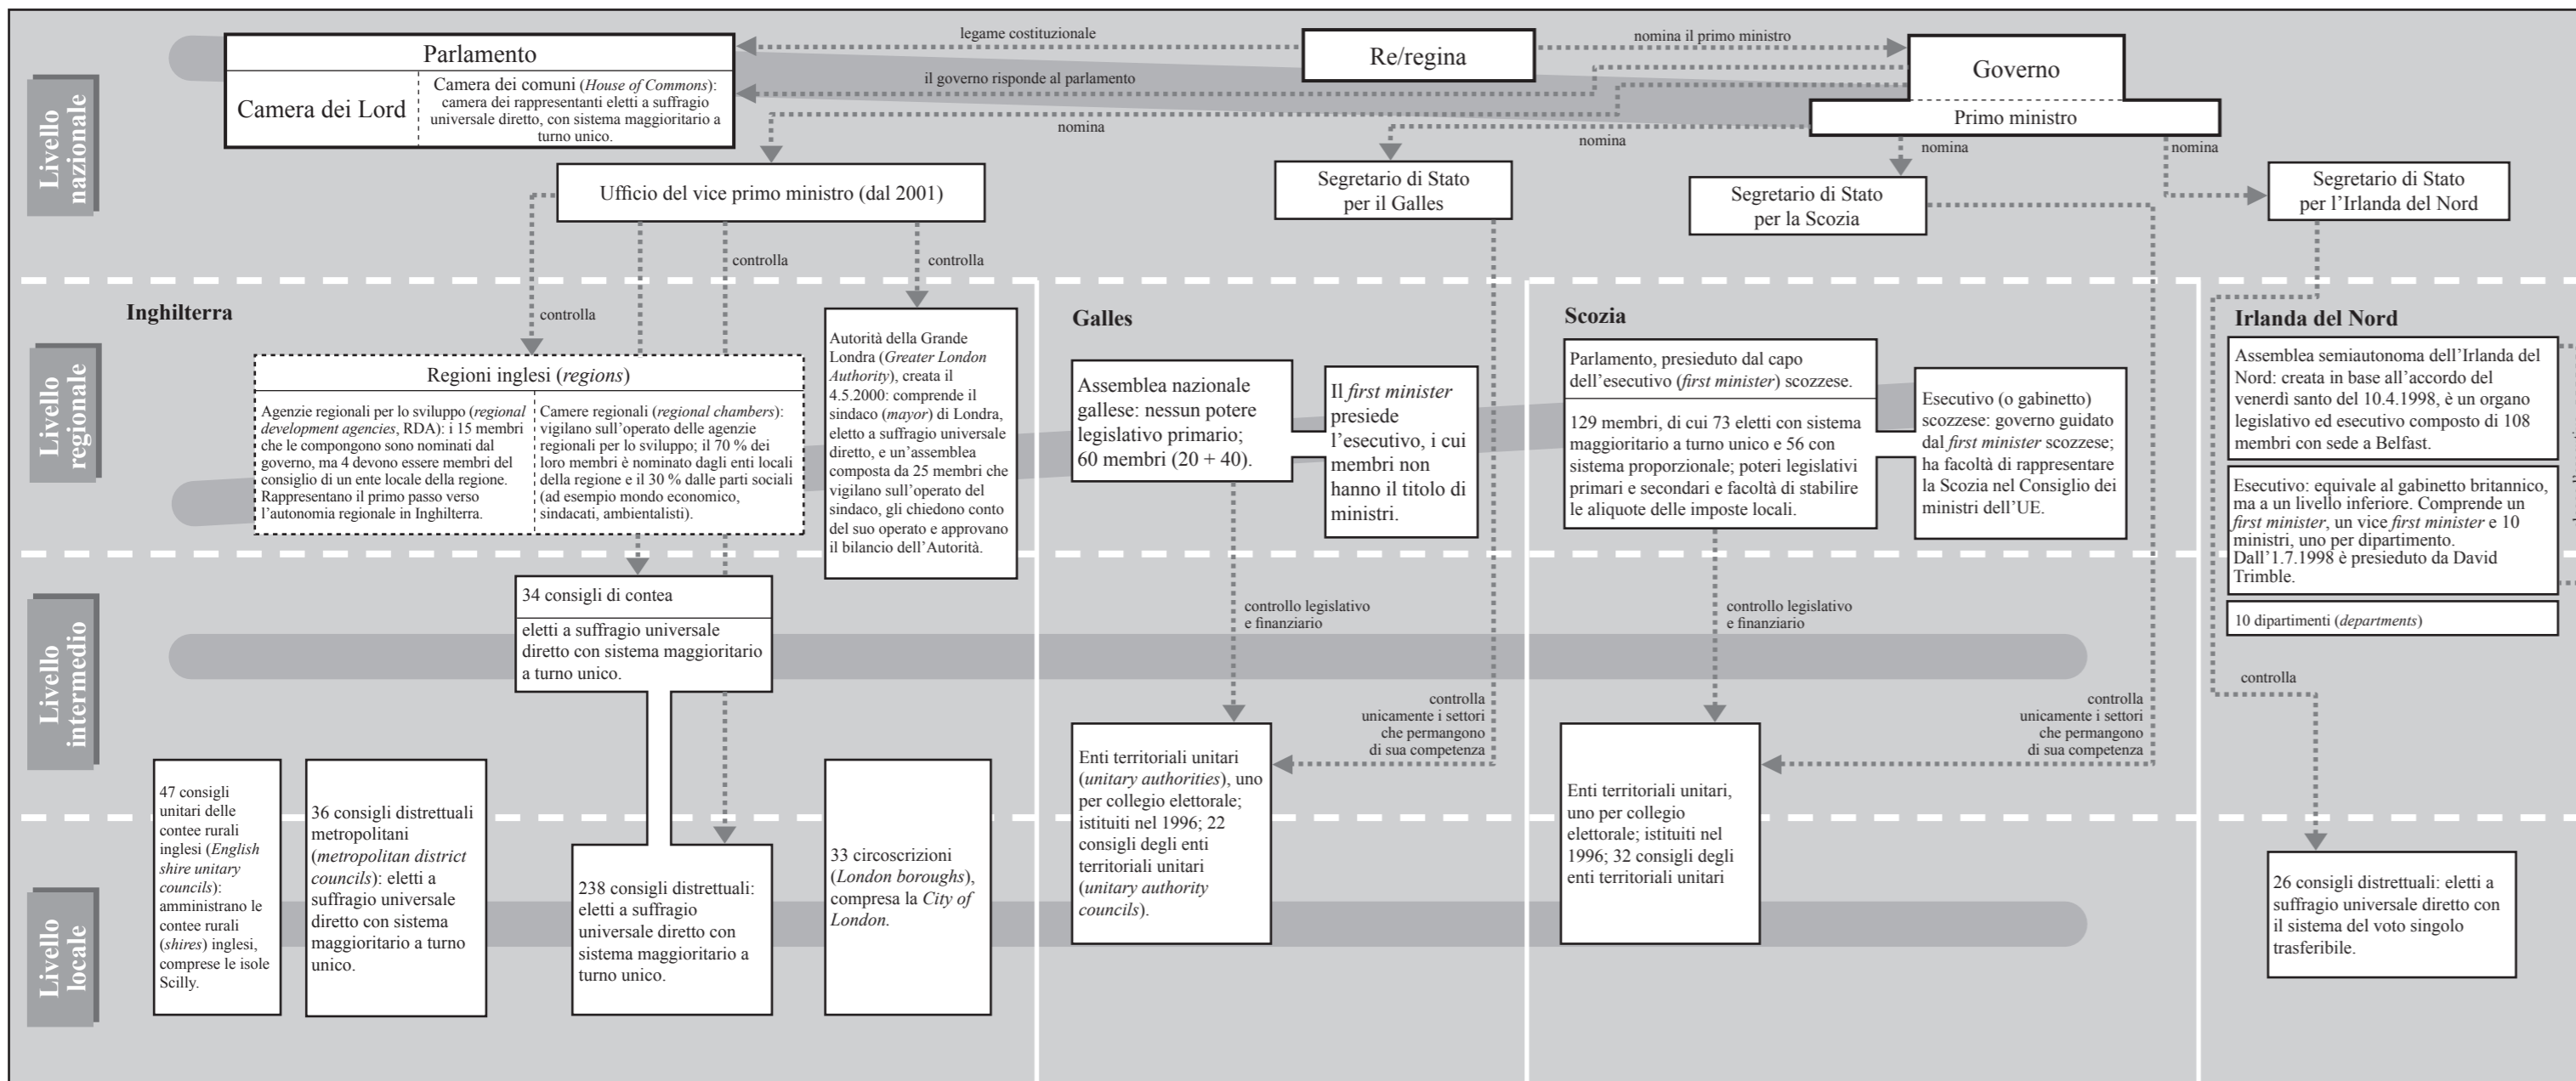 Livello
nazionale
Parlamento
Camera dei Lord
Camera dei comuni (House of Commons):
camera dei rappresentanti eletti a suffragio
universale diretto, con sistema maggioritario a
turno unico.
legame costituzionale
Re/regina
nomina il primo ministro
il governo risponde al parlamento
Governo
Primo ministro
nomina
nomina
nomina
nomina
Ufficio del vice primo ministro (dal 2001)
Segretario di Stato
per il Galles
Segretario di Stato
per la Scozia
Segretario di Stato
per l’Irlanda del Nord
controlla
controlla
controlla
Livello
regionale
Inghilterra
Regioni inglesi (regions)
Agenzie regionali per lo sviluppo (regional
development agencies, RDA): i 15 membri
che le compongono sono nominati dal
governo, ma 4 devono essere membri del
consiglio di un ente locale della regione.
Rappresentano il primo passo verso
l’autonomia regionale in Inghilterra.
Camere regionali (regional chambers):
vigilano sull’operato delle agenzie
regionali per lo sviluppo; il 70 % dei
loro membri è nominato dagli enti locali
della regione e il 30 % dalle parti sociali
(ad esempio mondo economico,
sindacati, ambientalisti).
Autorità della Grande
Londra (Greater London
Authority), creata il
4.5.2000: comprende il
sindaco (mayor) di Londra,
eletto a suffragio universale
diretto, e un’assemblea
composta da 25 membri che
vigilano sull’operato del
sindaco, gli chiedono conto
del suo operato e approvano
il bilancio dell’Autorità.
Galles
Assemblea nazionale
gallese: nessun potere
legislativo primario;
60 membri (20 + 40).
Il first minister
presiede
l’esecutivo, i cui
membri non
hanno il titolo di
ministri.
Scozia
Parlamento, presieduto dal capo
dell’esecutivo (first minister) scozzese.
129 membri, di cui 73 eletti con sistema
maggioritario a turno unico e 56 con
sistema proporzionale; poteri legislativi
primari e secondari e facoltà di stabilire
le aliquote delle imposte locali.
Esecutivo (o gabinetto)
scozzese: governo guidato
dal first minister scozzese;
ha facoltà di rappresentare
la Scozia nel Consiglio dei
ministri dell’UE.
Irlanda del Nord
Assemblea semiautonoma dell’Irlanda del
Nord: creata in base all’accordo del
venerdì santo del 10.4.1998, è un organo
legislativo ed esecutivo composto di 108
membri con sede a Belfast.
Esecutivo: equivale al gabinetto britannico,
ma a un livello inferiore. Comprende un
first minister, un vice first minister e 10
ministri, uno per dipartimento.
Dall’1.7.1998 è presieduto da David
Trimble.
10 dipartimenti (departments)
Livello
intermedio
34 consigli di contea
eletti a suffragio universale
diretto con sistema maggioritario
a turno unico.
controllo legislativo
e finanziario
controllo legislativo
e finanziario
controlla
unicamente i settori
che permangono
di sua competenza
controlla
unicamente i settori
che permangono
di sua competenza
controlla
Livello
locale
47 consigli
unitari delle
contee rurali
inglesi (English
shire unitary
councils):
amministrano le
contee rurali
(shires) inglesi,
comprese le isole
Scilly.
36 consigli distrettuali
metropolitani
(metropolitan district
councils): eletti a
suffragio universale
diretto con sistema
maggioritario a turno
unico.
238 consigli distrettuali:
eletti a suffragio
universale diretto con
sistema maggioritario a
turno unico.
33 circoscrizioni
(London boroughs),
compresa la City of
London.
Enti territoriali unitari
(unitary authorities), uno
per collegio elettorale;
istituiti nel 1996; 22
consigli degli enti
territoriali unitari
(unitary authority
councils).
Enti territoriali unitari,
uno per collegio
elettorale; istituiti nel
1996; 32 consigli degli
enti territoriali unitari
26 consigli distrettuali: eletti a
suffragio universale diretto con
il sistema del voto singolo
trasferibile.